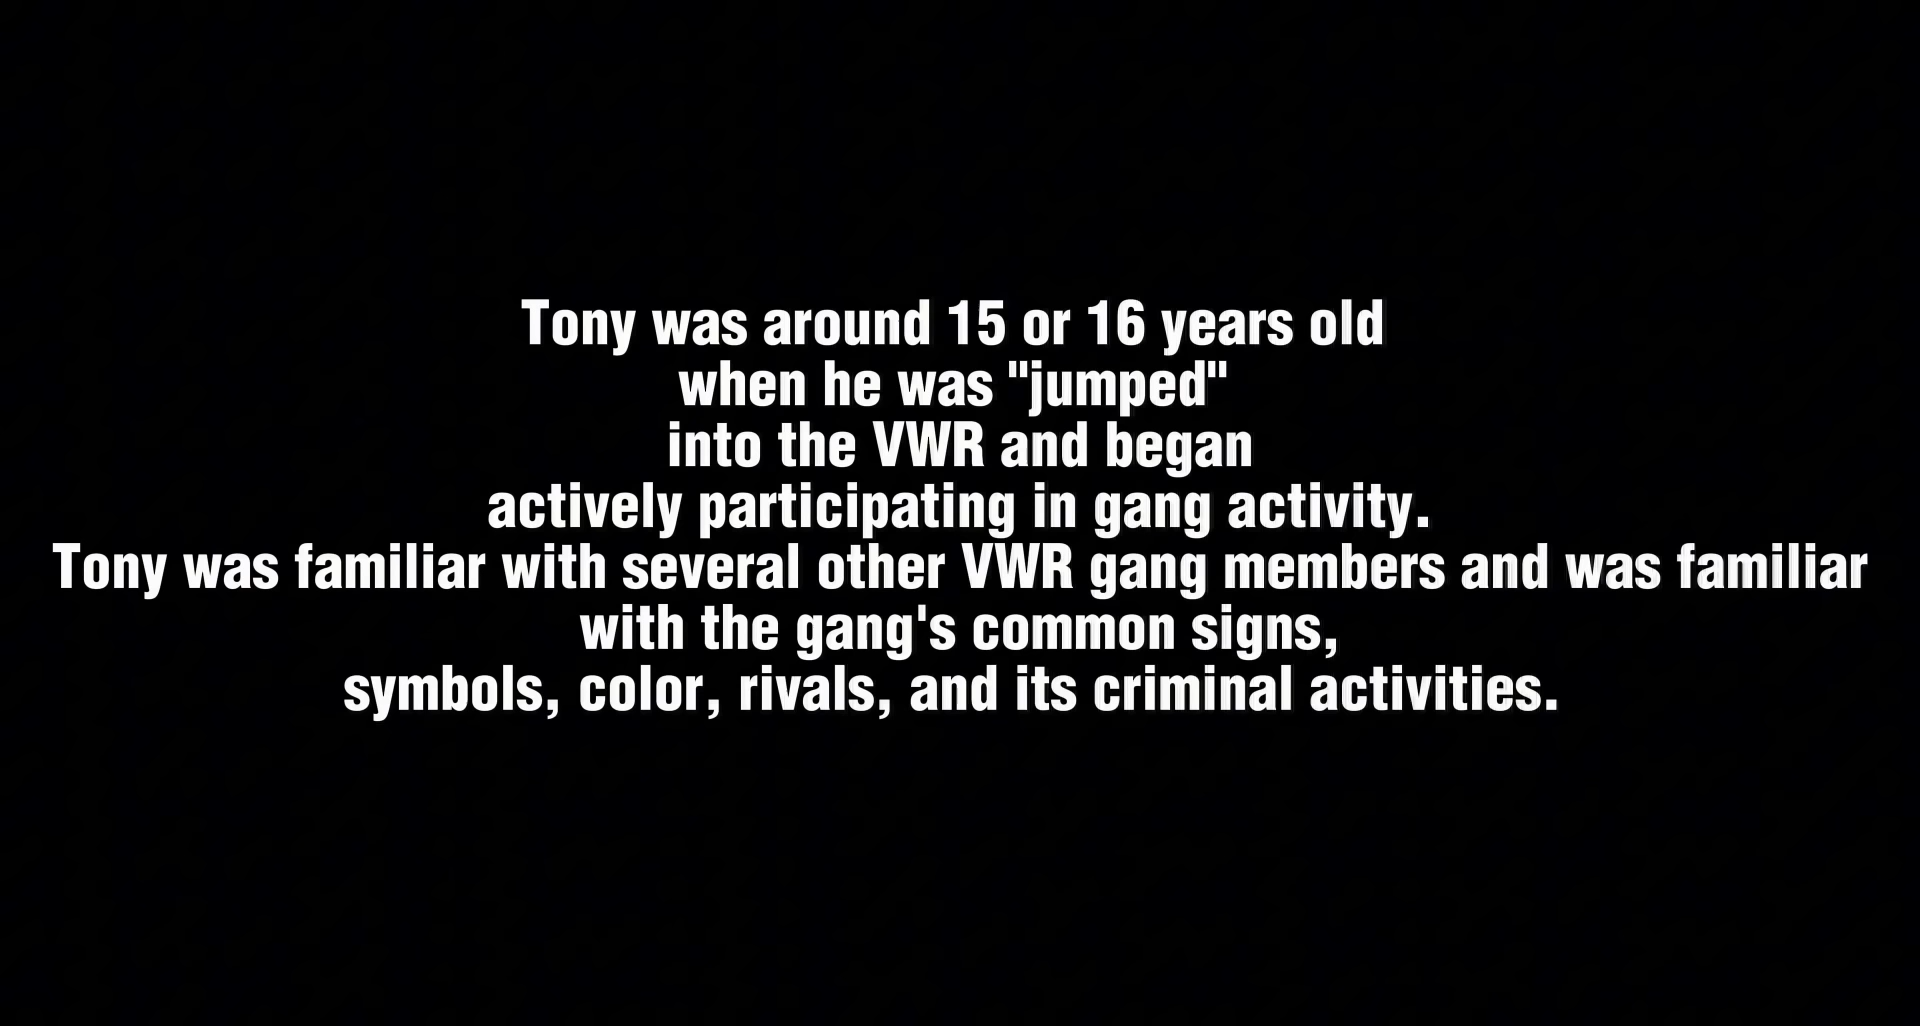 Tony was around 15 or 16 years old
when he was "jumped"
into the VWR and began
actively participating in gang activity.
Tony was familiar with several other VWR gang members and was familiar
with the gang's common signs,
symbols, color, rivals, and its criminal activities.